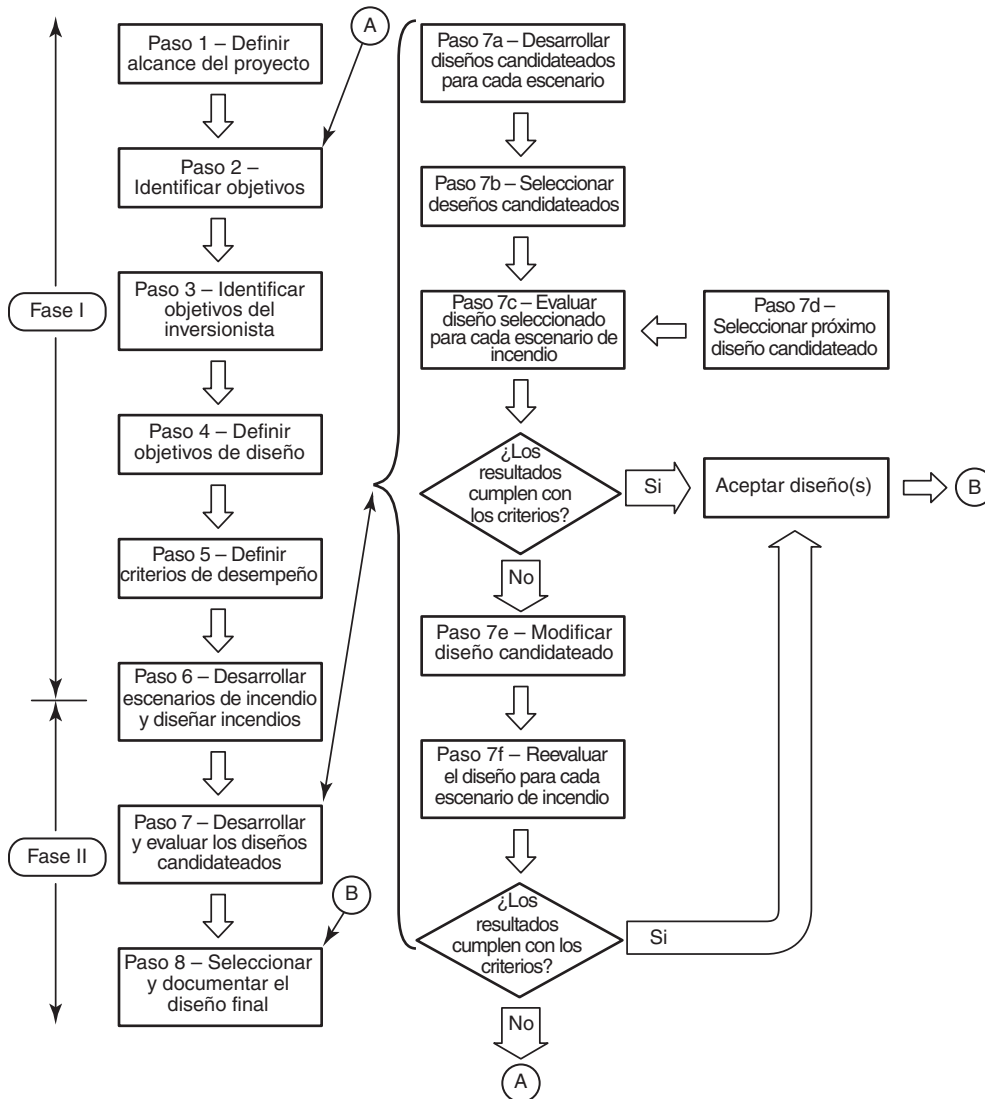 Paso 1 – Definir
alcance del proyecto
A
Paso 2 –
Identificar objetivos
Paso 3 – Identificar
objetivos del
inversionista
Fase I
Paso 4 – Definir
objetivos de diseño
Paso 5 – Definir
criterios de desempeño
Paso 6 – Desarrollar
escenarios de incendio
y diseñar incendios
Paso 7 – Desarrollar
y evaluar los diseños
candidateados
Fase II
B
Paso 8 – Seleccionar
y documentar el
diseño final
Paso 7a – Desarrollar
diseños candidateados
para cada escenario
Paso 7b – Seleccionar
deseños candidateados
Paso 7c – Evaluar
diseño seleccionado
para cada escenario de
incendio
Paso 7d –
Seleccionar próximo
diseño candidateado
¿Los
resultados
cumplen con
los criterios?
Si
Aceptar diseño(s)
B
No
Paso 7e – Modificar
diseño candidateado
Paso 7f – Reevaluar
el diseño para cada
escenario de incendio
¿Los
resultados
cumplen con los
criterios?
Si
No
A